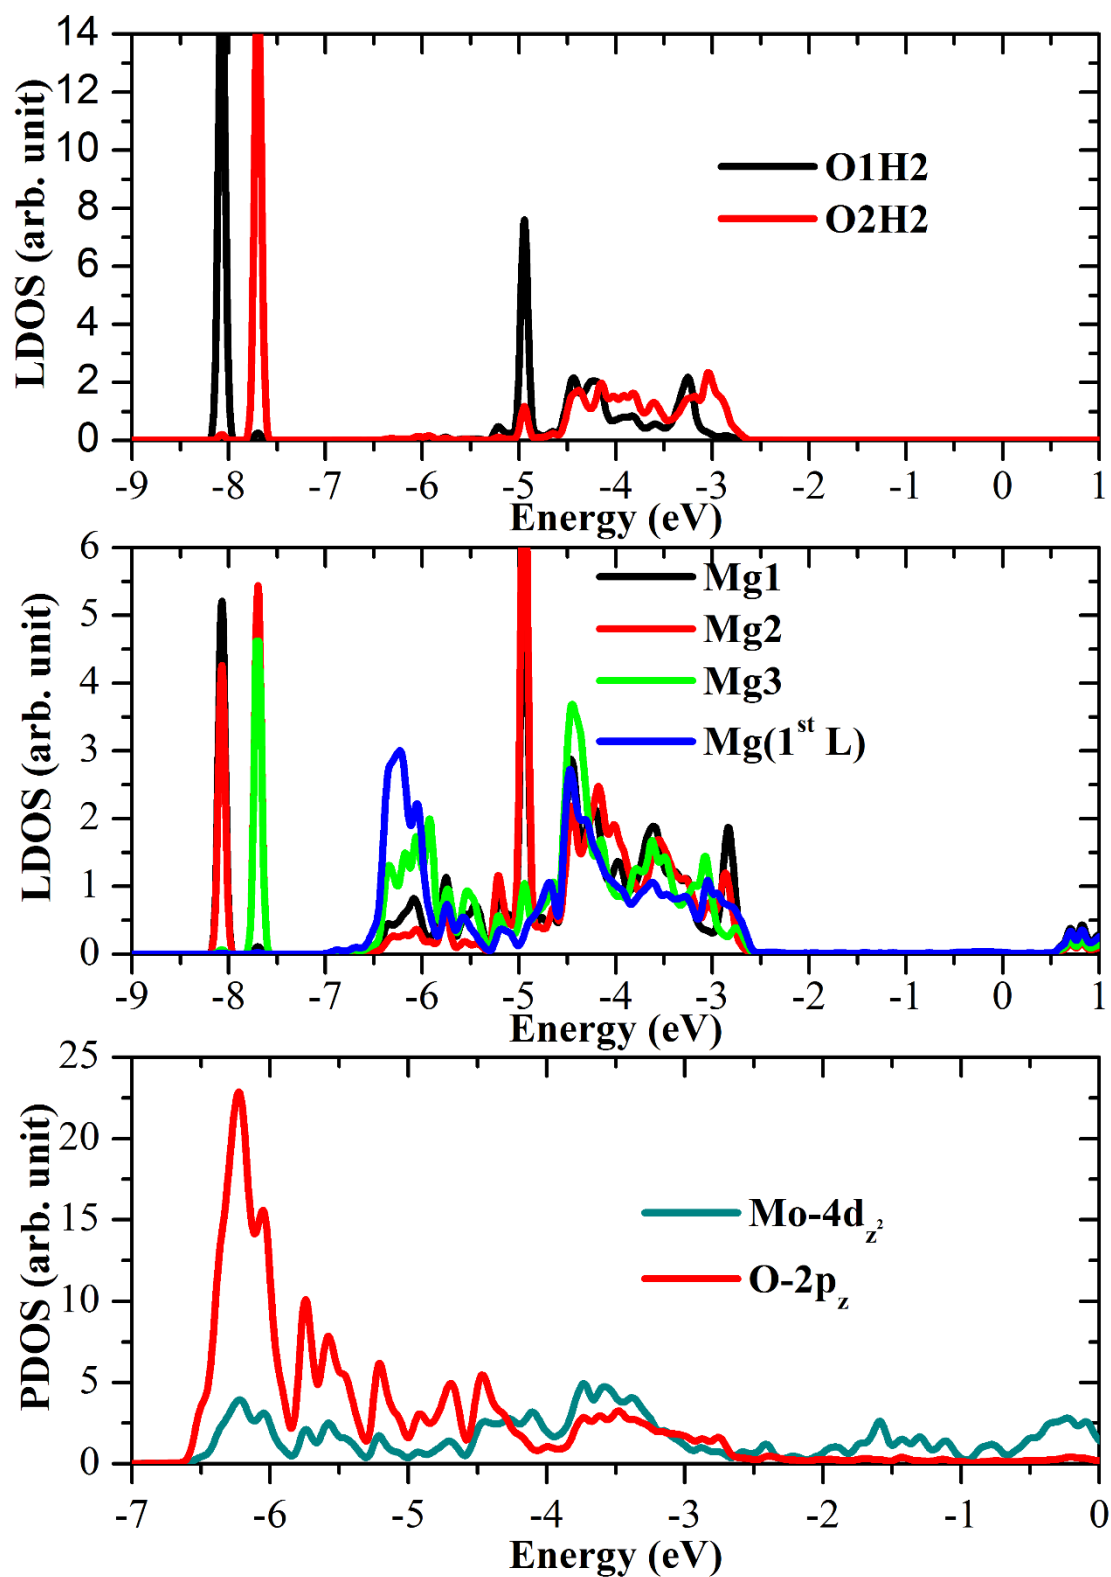 LDOS (arb. unit)
14
12
10
8
6
4
2
0
O1H2
O2H2
-9 -8 -7 -6 -5 -4 -3 -2 -1 0 1
Energy (eV)
LDOS (arb. unit)
6
5
4
3
2
1
0
Mg1
Mg2
Mg3
Mg(1st L)
-9 -8 -7 -6 -5 -4 -3 -2 -1 0 1
Energy (eV)
PDOS (arb. unit)
25
20
15
10
5
0
Mo-4dz²
O-2pz
-7 -6 -5 -4 -3 -2 -1 0
Energy (eV)